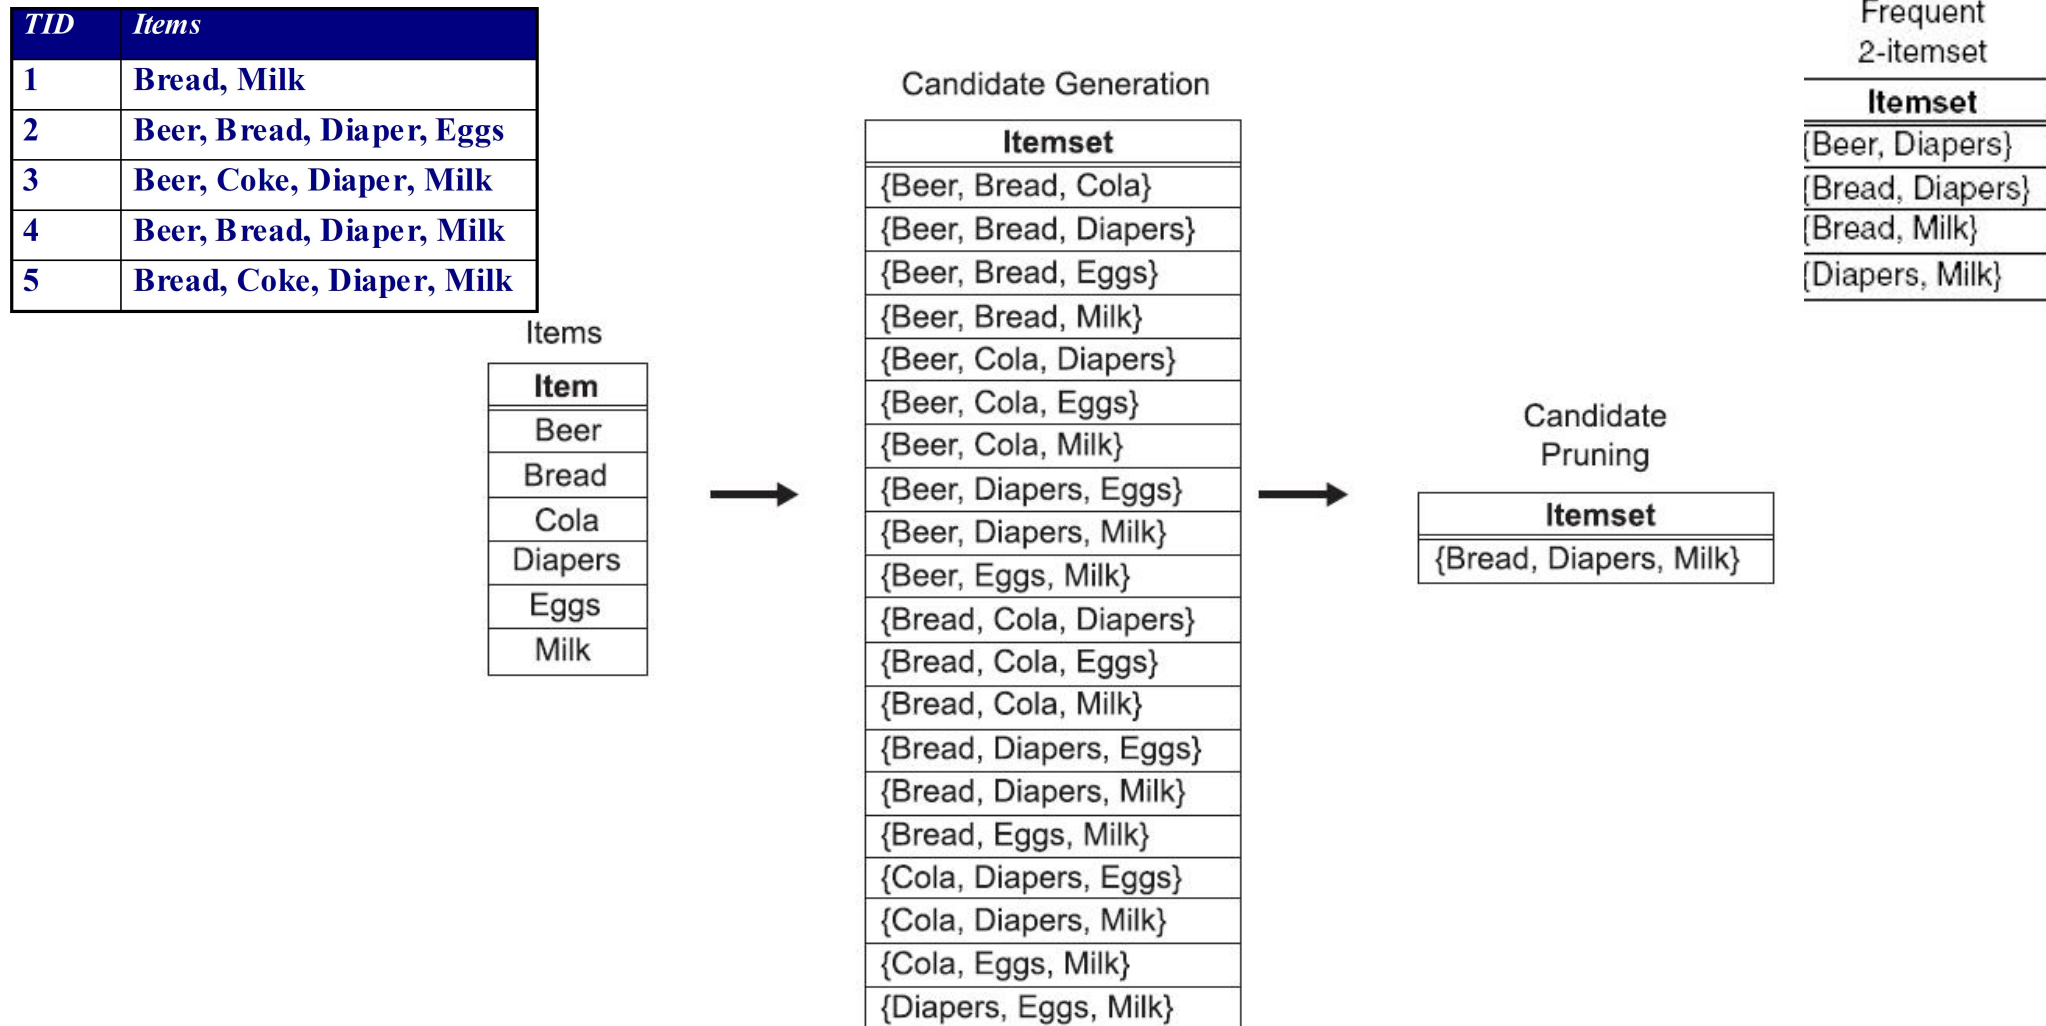 TID Items
1 Bread, Milk
2 Beer, Bread, Diaper, Eggs
3 Beer, Coke, Diaper, Milk
4 Beer, Bread, Diaper, Milk
5 Bread, Coke, Diaper, Milk
Items
Item
Beer
Bread
Cola
Diapers
Eggs
Milk
Candidate Generation
Itemset
{Beer, Bread, Cola}
{Beer, Bread, Diapers}
{Beer, Bread, Eggs}
{Beer, Bread, Milk}
{Beer, Cola, Diapers}
{Beer, Cola, Eggs}
{Beer, Cola, Milk}
{Beer, Diapers, Eggs}
{Beer, Diapers, Milk}
{Beer, Eggs, Milk}
{Bread, Cola, Diapers}
{Bread, Cola, Eggs}
{Bread, Cola, Milk}
{Bread, Diapers, Eggs}
{Bread, Diapers, Milk}
{Bread, Eggs, Milk}
{Cola, Diapers, Eggs}
{Cola, Diapers, Milk}
{Cola, Eggs, Milk}
{Diapers, Eggs, Milk}
Candidate
Pruning
Itemset
{Bread, Diapers, Milk}
Frequent
2-itemset
Itemset
{Beer, Diapers}
{Bread, Diapers}
{Bread, Milk}
{Diapers, Milk}